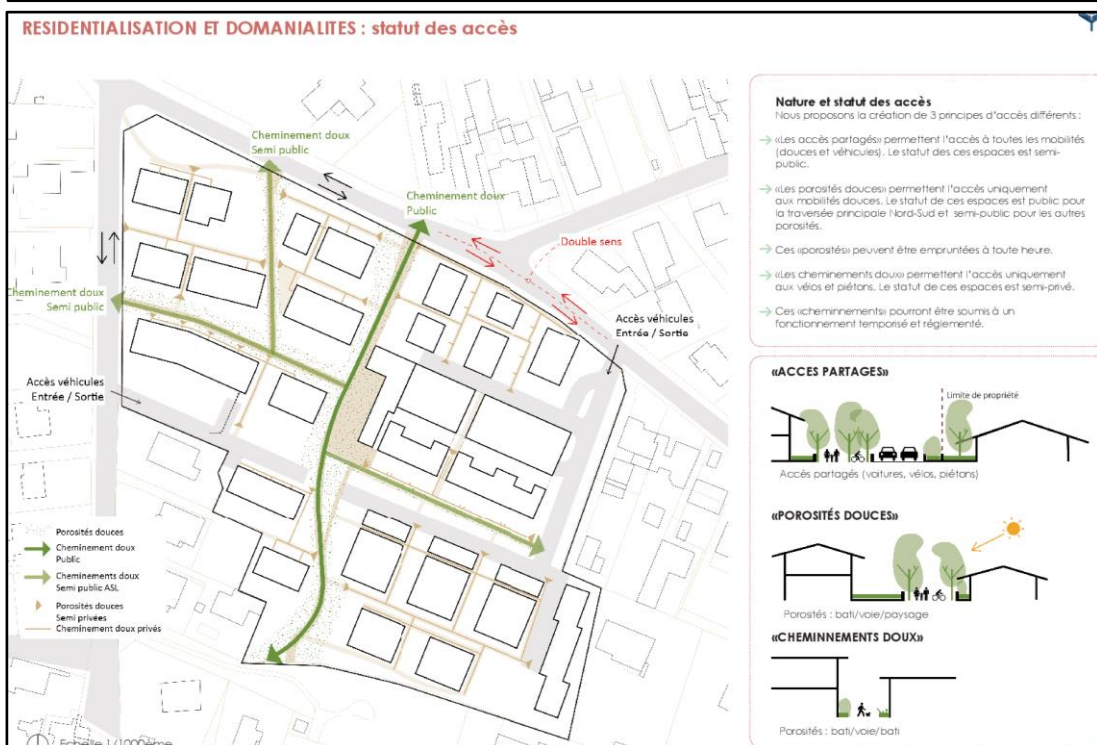 RESIDENTIALISATION ET DOMANIALITES : statut des accès
Cheminement doux
Semi public
Cheminement doux
Public
Double sens
Cheminement doux
Semi public
Accès véhicules
Entrée / Sortie
Accès véhicules
Entrée / Sortie
Porosités douces
Cheminement doux
Public
Cheminements doux
Semi public ASL
Porosités douces
Semi privées
Cheminement doux privés
Echelle 1/1000ème
Nature et statut des accès
Nous proposons la création de 3 principes d'accès différents :
«Les accès partagés» permettent l'accès à toutes les mobilités
(douces et véhicules). Le statut des ces espaces est semi-
public.
«Les porosités douces» permettent l'accès uniquement
aux mobilités douces. Le statut de ces espaces est public pour
la traversée principale Nord-Sud et semi-public pour les autres
porosités.
Ces «porosités» peuvent être empruntées à toute heure.
«Les cheminements doux» permettent l'accès uniquement
aux vélos et piétons. Le statut de ces espaces est semi-privé.
Ces «cheminnements» pourront être soumis à un
fonctionnement temporisé et réglementé.
«ACCES PARTAGES»
Limite de propriété
Accès partagés (voitures, vélos, piétons)
«POROSITÉS DOUCES»
Porosités : bati/voie/paysage
«CHEMINNEMENTS DOUX»
Porosités : bati/voie/bati